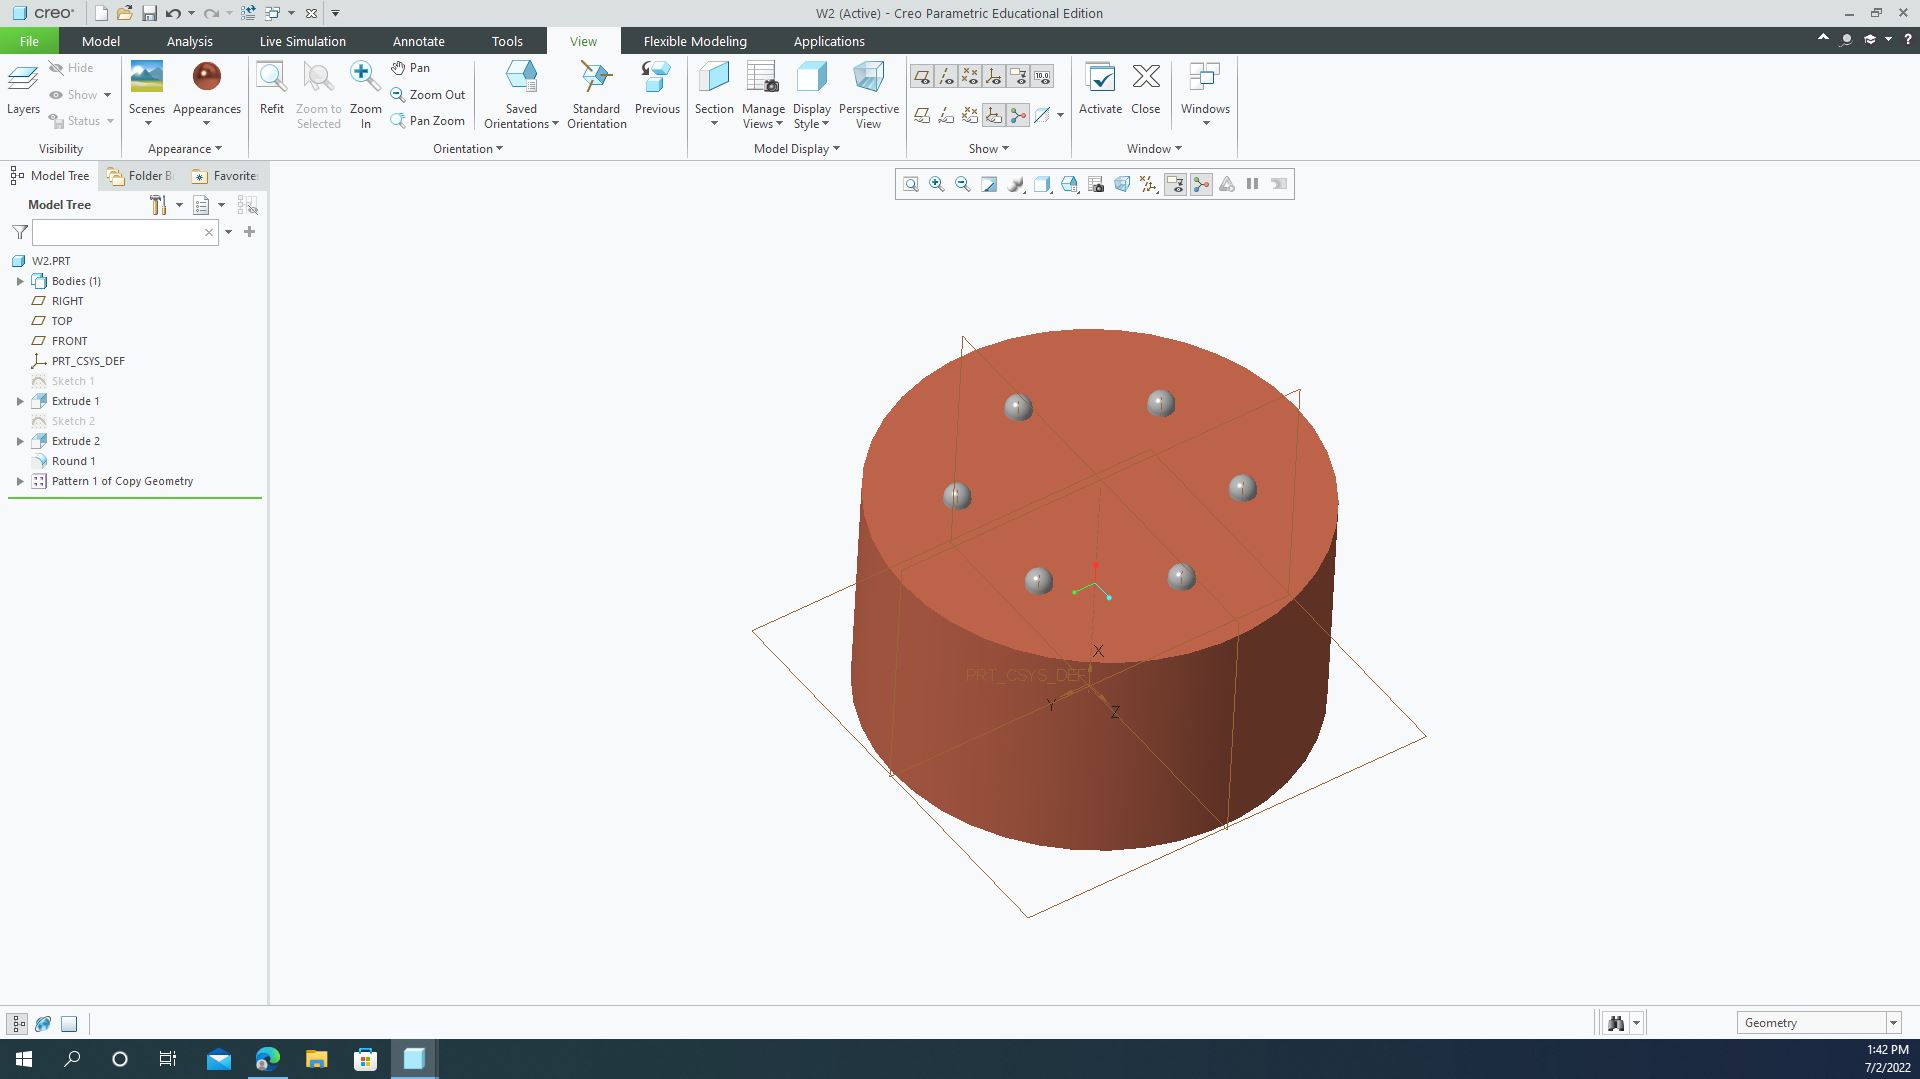 creo
W2 (Active) - Creo Parametric Educational Edition
File Model Analysis Live Simulation Annotate Tools View Flexible Modeling Applications
Layers
Hide
Show
Status
Visibility
Scenes
Appearances
Appearance
Refit
Zoom to Selected
Zoom In
Pan
Zoom Out
Pan Zoom
Saved Orientations
Standard Orientation
Previous
Orientation
Section
Manage Views
Display Style
Perspective View
Model Display
10.0
Show
Activate
Close
Windows
Window
Model Tree Folder B Favorite
Model Tree
W2.PRT
Bodies (1)
RIGHT
TOP
FRONT
PRT_CSYS_DEF
Sketch 1
Extrude 1
Sketch 2
Extrude 2
Round 1
Pattern 1 of Copy Geometry
X
PRT_CSYS_DEF
Y
Z
Geometry
1:42 PM
7/2/2022